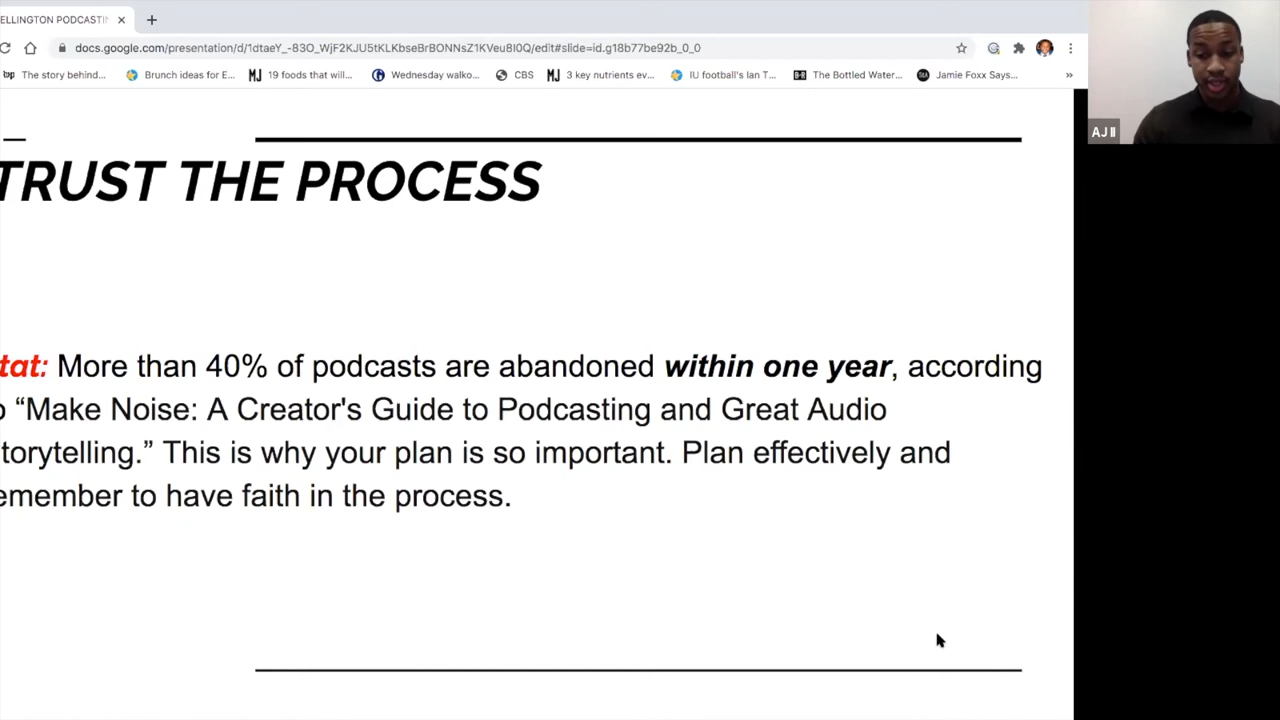 ELLINGTON PODCASTIN
docs.google.com/presentation/d/1dtaeY_-83O_WjF2KJU5tKLKbseBrBONNsZ1KVeu8I0Q/edit#slide=id.g18b77be92b_0_0
The story behind... Brunch ideas for E... MJ 19 foods that will... Wednesday walko... CBS MJ 3 key nutrients ev... IU football's Ian T... B-R The Bottled Water... Jamie Foxx Says... »
AJ II
TRUST THE PROCESS
tat: More than 40% of podcasts are abandoned within one year, according
o “Make Noise: A Creator's Guide to Podcasting and Great Audio
torytelling.” This is why your plan is so important. Plan effectively and
emember to have faith in the process.